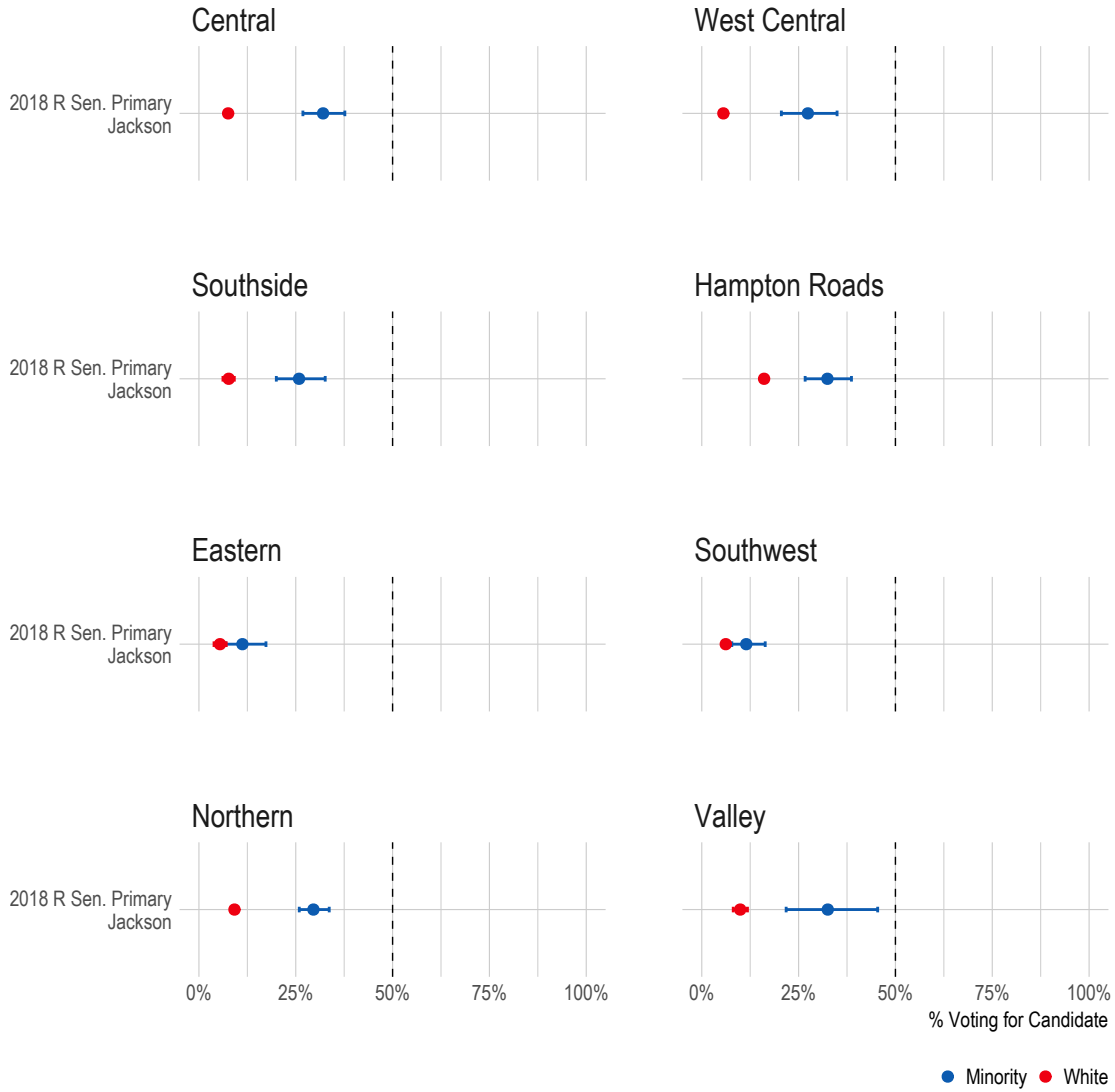 Central
West Central
2018 R Sen. Primary
Jackson
Southside
Hampton Roads
2018 R Sen. Primary
Jackson
Eastern
Southwest
2018 R Sen. Primary
Jackson
Northern
Valley
2018 R Sen. Primary
Jackson
0% 25% 50% 75% 100%
0% 25% 50% 75% 100%
% Voting for Candidate
Minority White